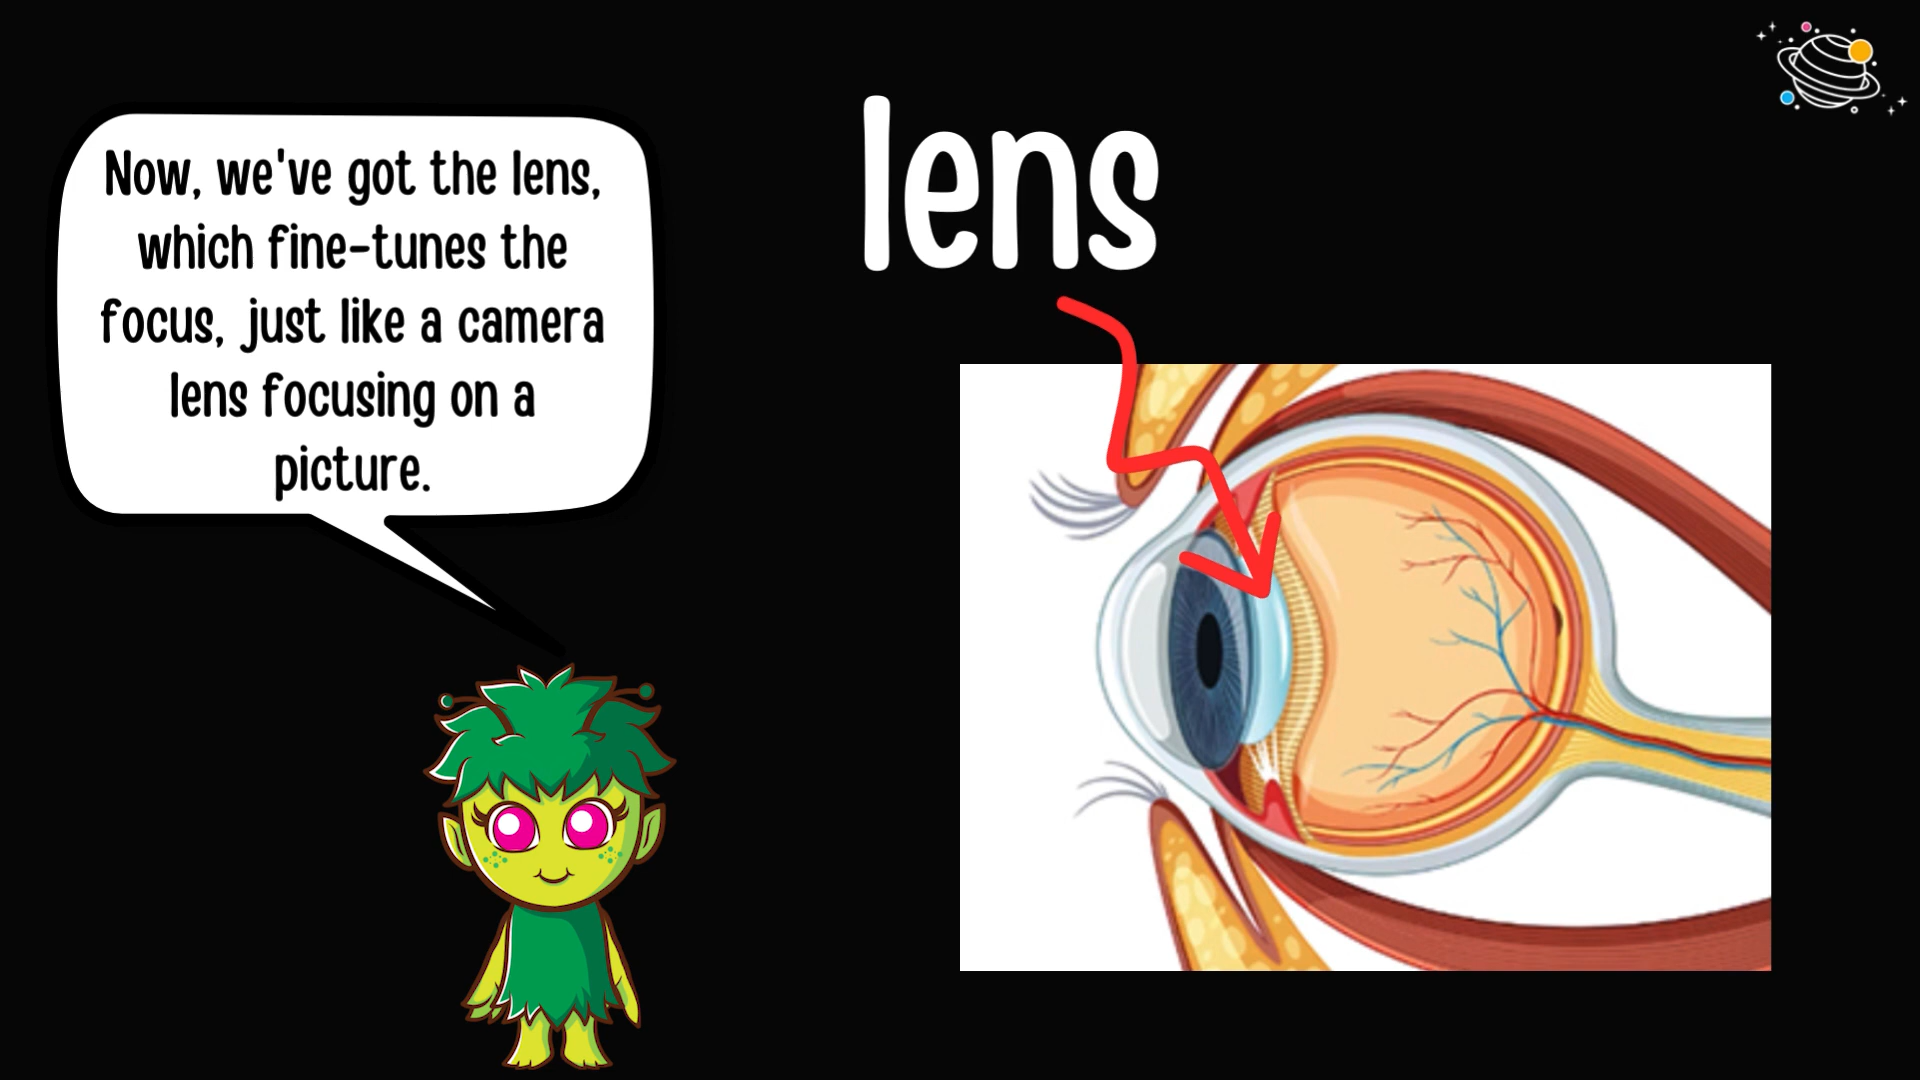 Now, we've got the lens,
which fine-tunes the
focus, just like a camera
lens focusing on a
picture.
lens